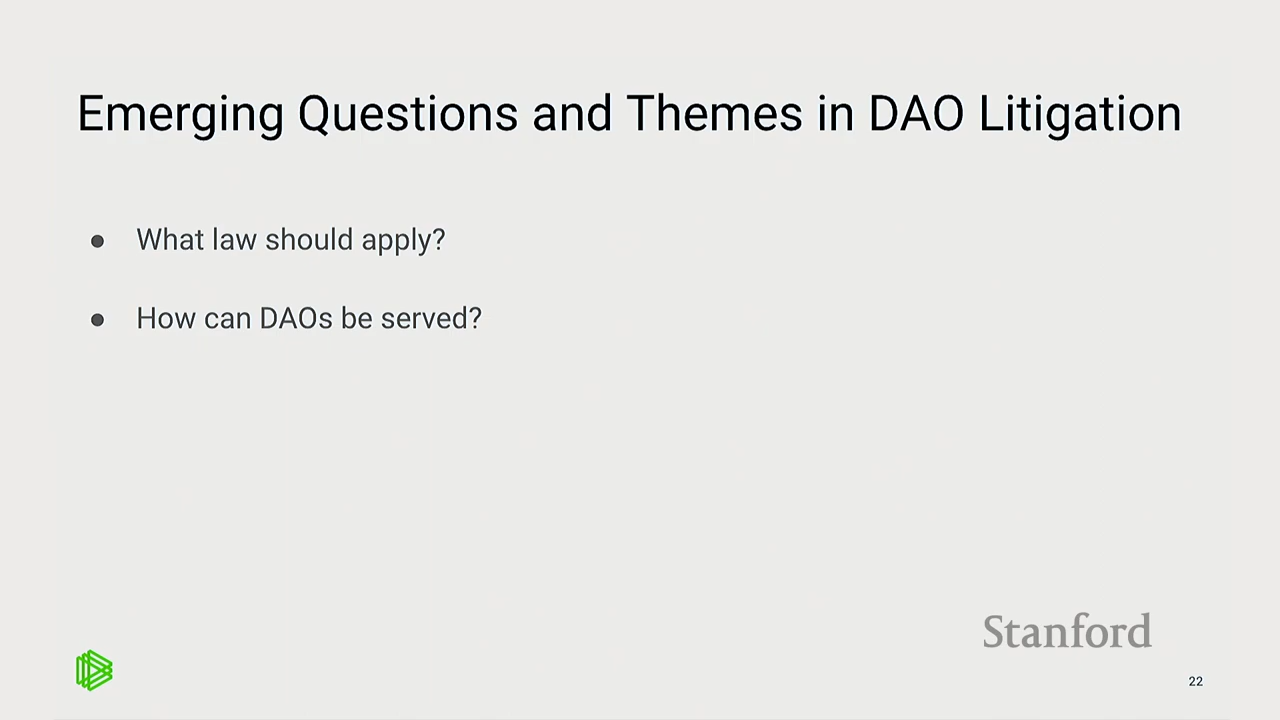 Emerging Questions and Themes in DAO Litigation
● What law should apply?
● How can DAOs be served?
Stanford
22